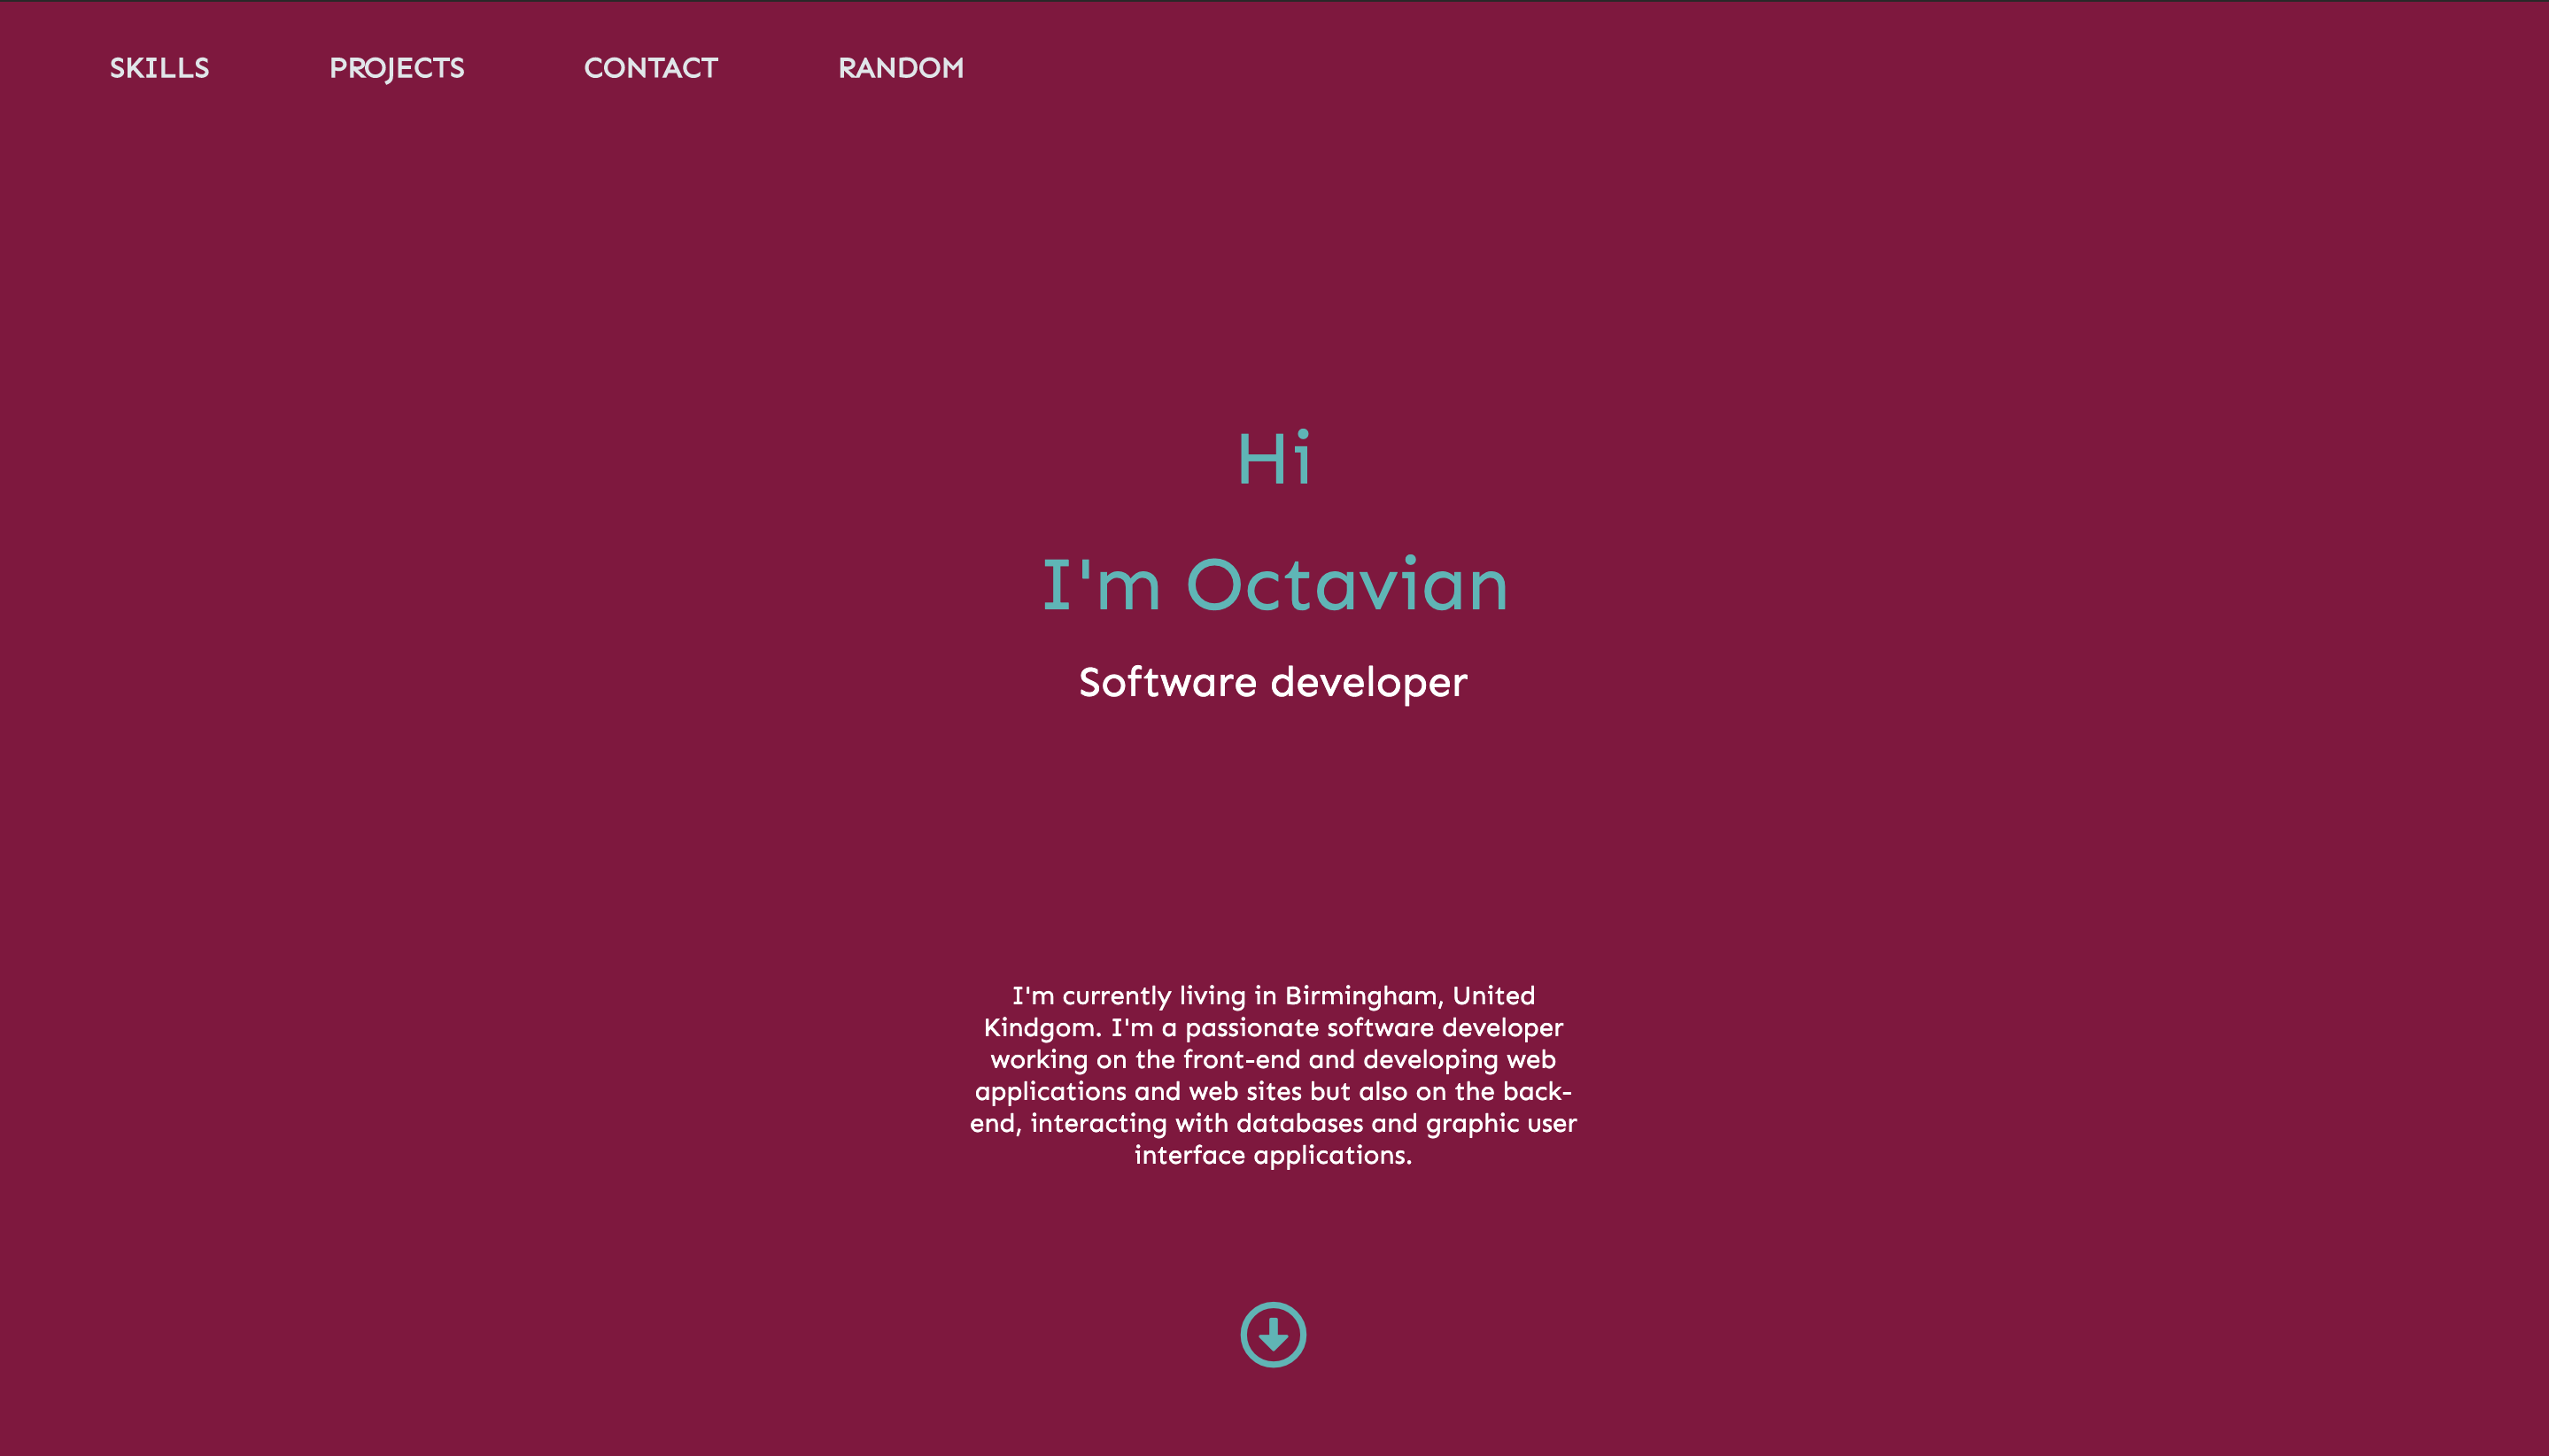 SKILLS PROJECTS CONTACT RANDOM
Hi
I'm Octavian
Software developer
I'm currently living in Birmingham, United
Kindgom. I'm a passionate software developer
working on the front-end and developing web
applications and web sites but also on the back-
end, interacting with databases and graphic user
interface applications.